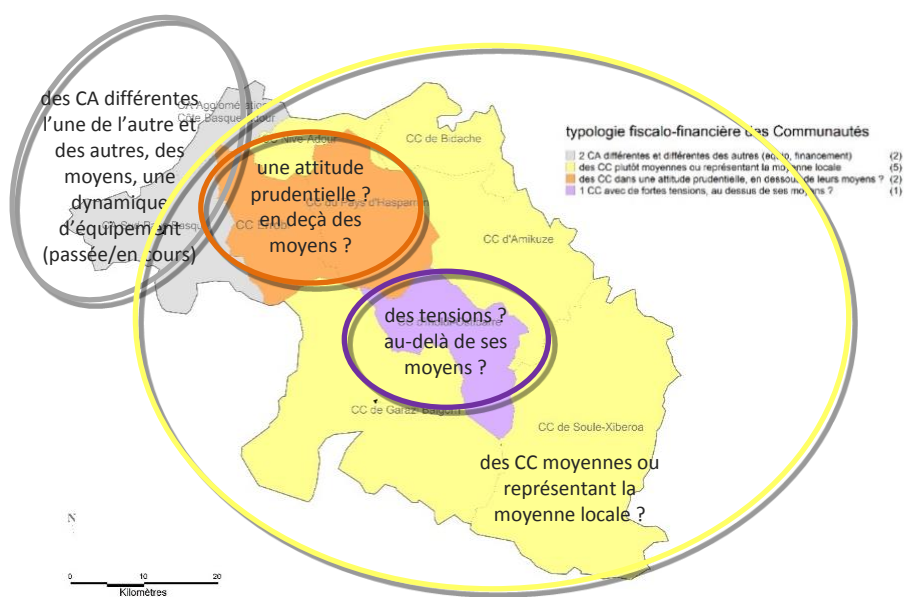 des CA différentes
l'une de l'autre et
des autres, des
moyens, une
dynamique
d'équipement
(passée/en cours)
CA Agglomération
Côte Basque Adour
CC Nive-Adour
CC de Bidache
une attitude
prudentielle ?
en deçà des
moyens ?
CC du Pays d'Hasparren
CC Errobi
CC d'Amikuze
typologie fiscalo-financière des Communautés
2 CA différentes et différentes des autres (équip, financement) (2)
des CC plutôt moyennes ou représentant la moyenne locale (5)
des CC dans une attitude prudentielle, en dessous de leurs moyens ? (2)
1 CC avec de fortes tensions, au dessus de ses moyens ? (1)
des tensions ?
au-delà de ses
moyens ?
CC de Garazi-Baigorri
CC de Soule-Xiberoa
des CC moyennes ou
représentant la
moyenne locale ?
N
0 10 20
Kilomètres